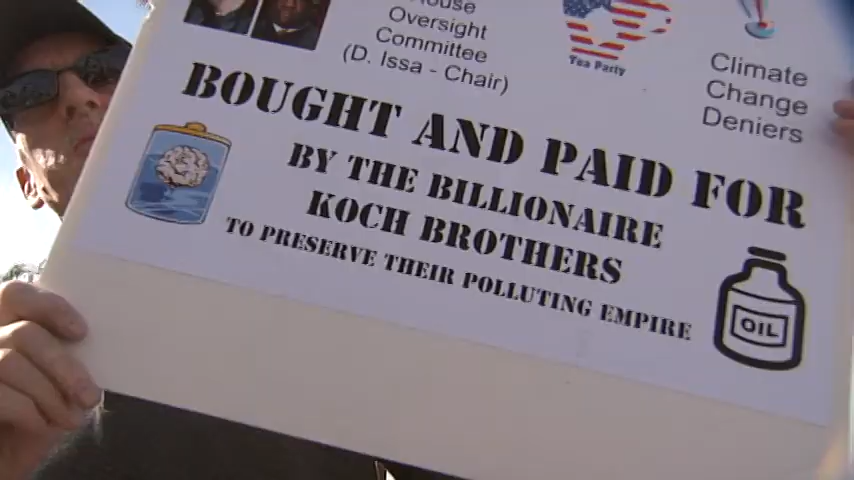 House
Oversight
Committee
(D. Issa - Chair)
Tea Party
Climate
Change
Deniers
BOUGHT AND PAID FOR
BY THE BILLIONAIRE
KOCH BROTHERS
TO PRESERVE THEIR POLLUTING EMPIRE
OIL